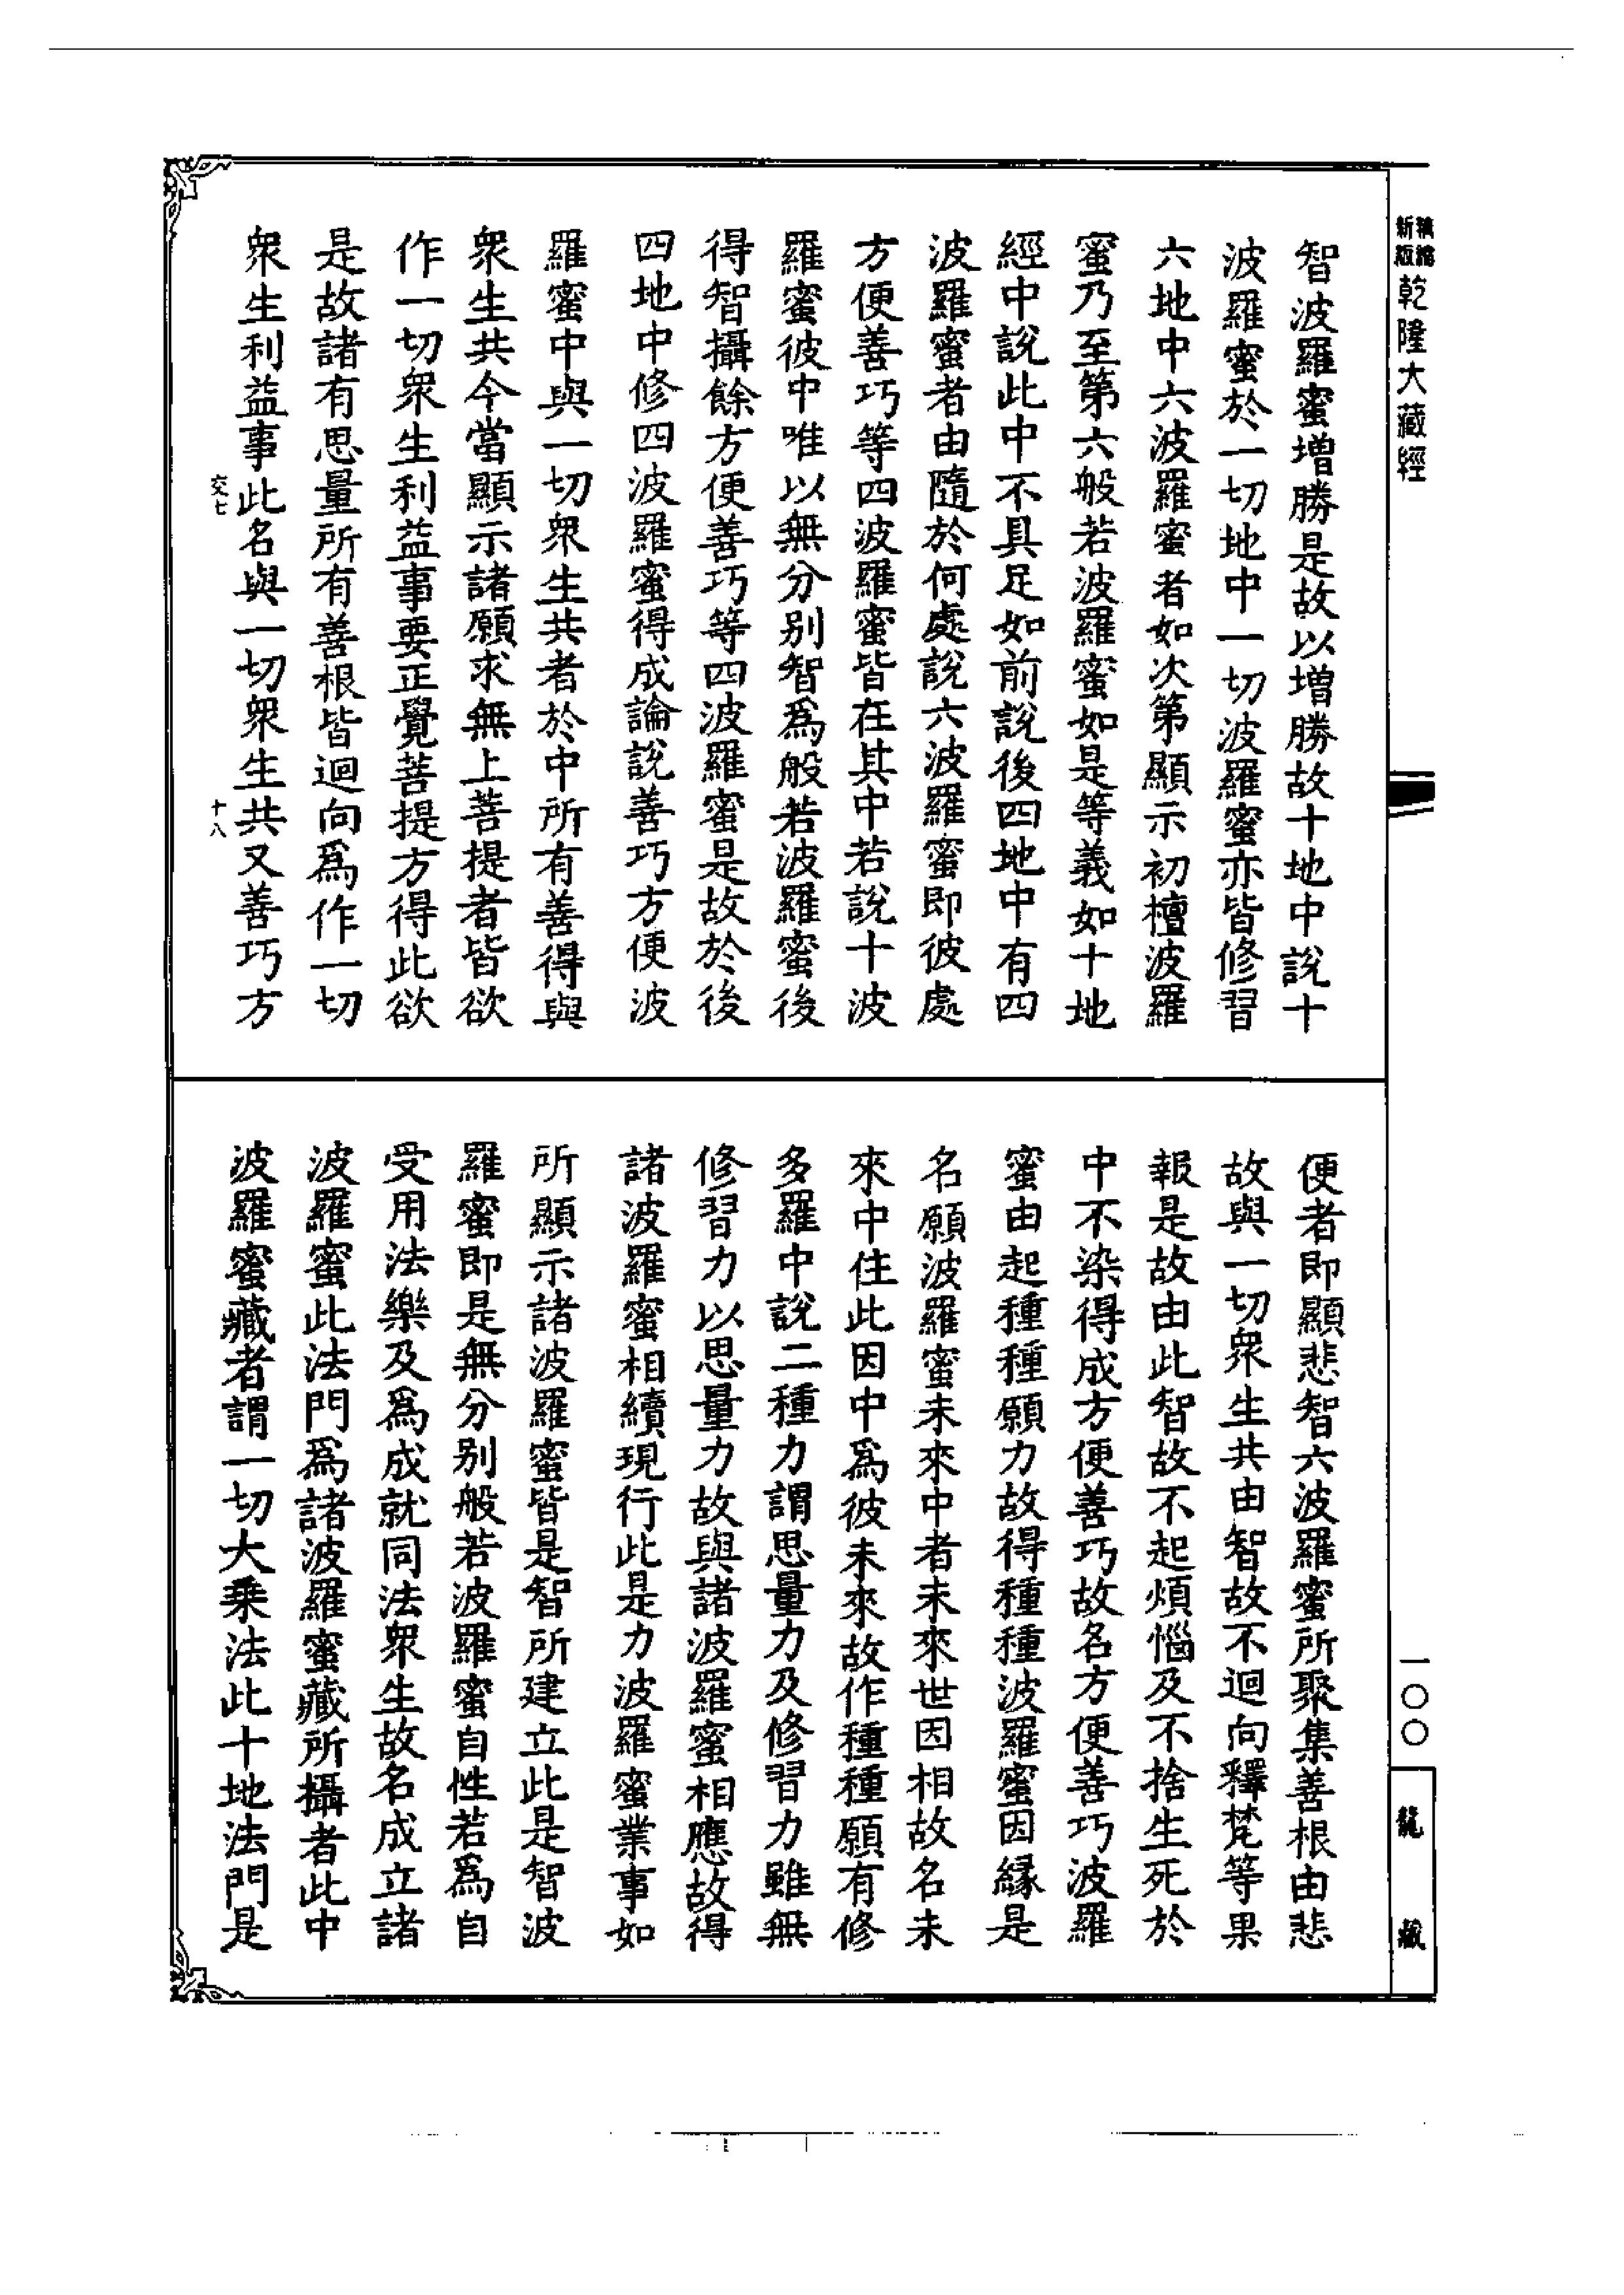 精縮新版乾隆大藏經
智波羅蜜增勝是故以增勝故十地中說十
波羅蜜於一切地中一切波羅蜜亦皆修習
六地中六波羅蜜者如次第顯示初檀波羅
蜜乃至第六般若波羅蜜如是等義如十地
經中說此中不具足如前說後四地中有四
波羅蜜者由隨於何處說六波羅蜜即彼處
方便善巧等四波羅蜜皆在其中若說十波
羅蜜彼中唯以無分别智爲般若波羅蜜後
得智攝餘方便善巧等四波羅蜜是故於後
四地中修四波羅蜜得成論說善巧方便波
羅蜜中與一切衆生共者於中所有善得與
衆生共今當顯示諸願求無上菩提者皆欲
作一切衆生利益事要正覺菩提方得此欲
是故諸有思量所有善根皆迴向爲作一切
衆生利益事此名與一切衆生共又善巧方
交七
十八
便者即顯悲智六波羅蜜所聚集善根由悲
故與一切衆生共由智故不迴向釋梵等果
報是故由此智故不起煩惱及不捨生死於
中不染得成方便善巧故名方便善巧波羅
蜜由起種種願力故得種種波羅蜜因緣是
名願波羅蜜未來中者未來世因相故名未
來中住此因中爲彼未來故作種種願有修
多羅中說二種力謂思量力及修習力雖無
修習力以思量力故與諸波羅蜜相應故得
諸波羅蜜相續現行此是力波羅蜜業事如
所顯示諸波羅蜜皆是智所建立此是智波
羅蜜即是無分别般若波羅蜜自性若爲自
受用法樂及爲成就同法衆生故名成立諸
波羅蜜此法門爲諸波羅蜜藏所攝者此中
波羅蜜藏者謂一切大乘法此十地法門是
一〇〇
龍藏